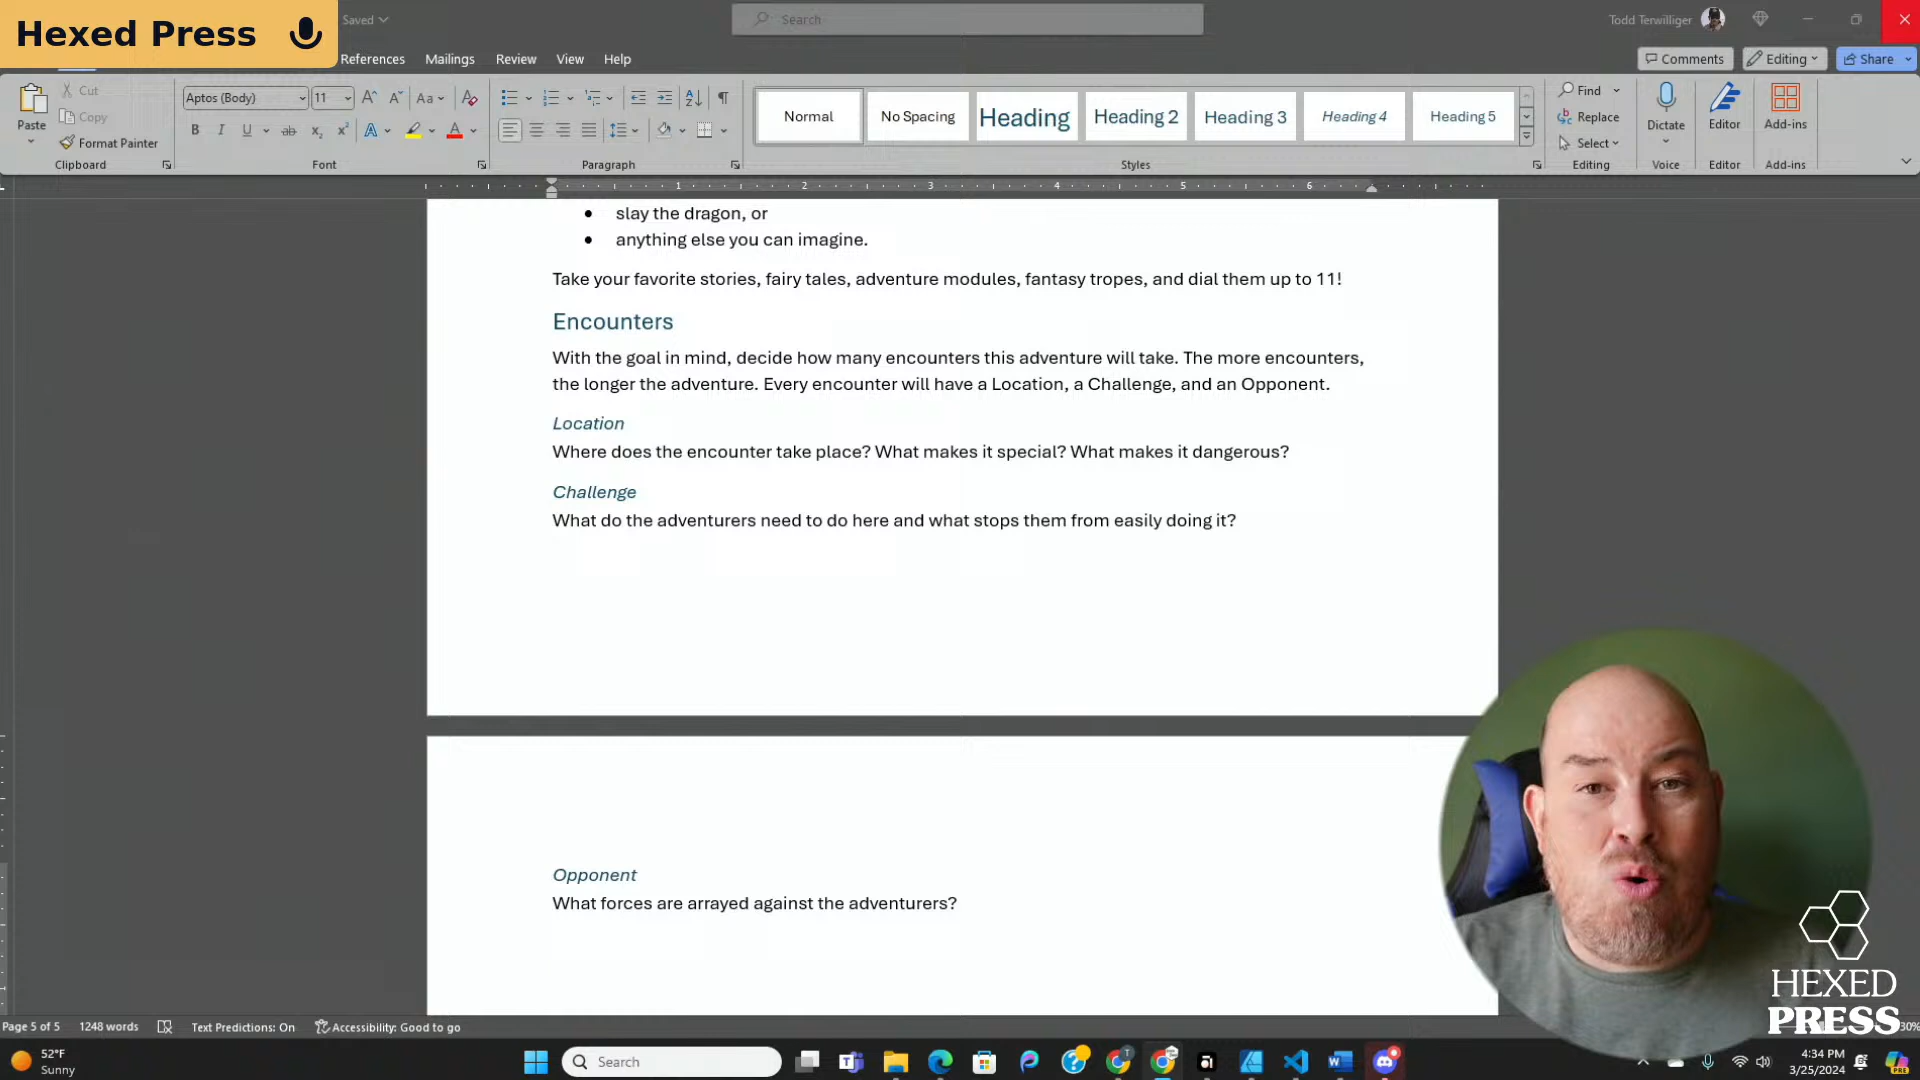 Hexed Press
Saved
Search
Todd Terwilliger
References
Mailings
Review
View
Help
Comments
Editing
Share
Paste
Cut
Copy
Format Painter
Clipboard
Aptos (Body)
11
Font
Paragraph
Normal
No Spacing
Heading
Heading 2
Heading 3
Heading 4
Heading 5
Styles
Find
Replace
Select
Editing
Dictate
Voice
Editor
Editor
Add-ins
Add-ins
1 2 3 4 5 6
slay the dragon, or
anything else you can imagine.
Take your favorite stories, fairy tales, adventure modules, fantasy tropes, and dial them up to 11!
Encounters
With the goal in mind, decide how many encounters this adventure will take. The more encounters,
the longer the adventure. Every encounter will have a Location, a Challenge, and an Opponent.
Location
Where does the encounter take place? What makes it special? What makes it dangerous?
Challenge
What do the adventurers need to do here and what stops them from easily doing it?
Opponent
What forces are arrayed against the adventurers?
HEXED
PRESS
Page 5 of 5
1248 words
Text Predictions: On
Accessibility: Good to go
52°F
Sunny
Search
4:34 PM
3/25/2024